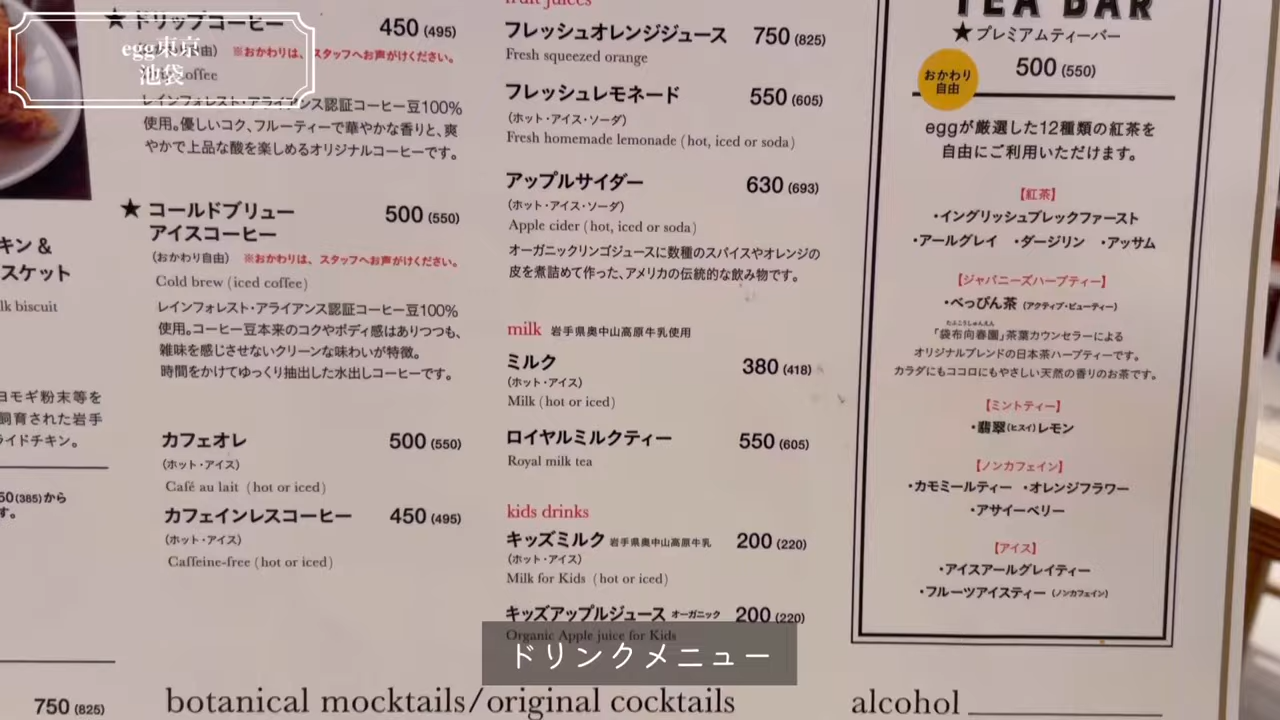 egg東京
池袋
★ ドリップコーヒー 450 (495)
※おかわりは、スタッフへお声がけください。
レインフォレスト・アライアンス認証コーヒー豆100%
使用。優しいコク、フルーティーで華やかな香りと、爽
やかで上品な酸を楽しめるオリジナルコーヒーです。
★ コールドブリュー 500 (550)
アイスコーヒー
(おかわり自由) ※おかわりは、スタッフへお声がけください。
Cold brew (iced coffee)
レインフォレスト・アライアンス認証コーヒー豆100%
使用。コーヒー豆本来のコクやボディ感はありつつも、
雑味を感じさせないクリーンな味わいが特徴。
時間をかけてゆっくり抽出した水出しコーヒーです。
カフェオレ 500 (550)
(ホット・アイス)
Café au lait (hot or iced)
カフェインレスコーヒー 450 (495)
(ホット・アイス)
Caffeine-free (hot or iced)
キン &
スケット
lk biscuit
ヨモギ粉末等を
飼育された岩手
ライドチキン。
50(385)から
す。
750 (825)
fruit juices
フレッシュオレンジジュース 750 (825)
Fresh squeezed orange
フレッシュレモネード 550 (605)
(ホット・アイス・ソーダ)
Fresh homemade lemonade (hot, iced or soda)
アップルサイダー 630 (693)
(ホット・アイス・ソーダ)
Apple cider (hot, iced or soda)
オーガニックリンゴジュースに数種のスパイスやオレンジの
皮を煮詰めて作った、アメリカの伝統的な飲み物です。
milk 岩手県奥中山高原牛乳使用
ミルク 380 (418)
(ホット・アイス)
Milk (hot or iced)
ロイヤルミルクティー 550 (605)
Royal milk tea
kids drinks
キッズミルク 岩手県奥中山高原牛乳 200 (220)
(ホット・アイス)
Milk for Kids (hot or iced)
キッズアップルジュース オーガニック 200 (220)
Organic Apple juice for Kids
TEA BAR
★ プレミアムティーバー
おかわり
自由
500 (550)
eggが厳選した12種類の紅茶を
自由にご利用いただけます。
【紅茶】
・イングリッシュブレックファースト
・アールグレイ ・ダージリン ・アッサム
【ジャパニーズハーブティー】
・べっぴん茶 (アクティブ・ビューティー)
たふこうしゅんえん
「袋布向春園」茶葉カウンセラーによる
オリジナルブレンドの日本茶ハーブティーです。
カラダにもココロにもやさしい天然の香りのお茶です。
【ミントティー】
・翡翠(ヒスイ)レモン
【ノンカフェイン】
・カモミールティー ・オレンジフラワー
・アサイーベリー
【アイス】
・アイスアールグレイティー
・フルーツアイスティー (ノンカフェイン)
ドリンクメニュー
botanical mocktails/original cocktails
alcohol